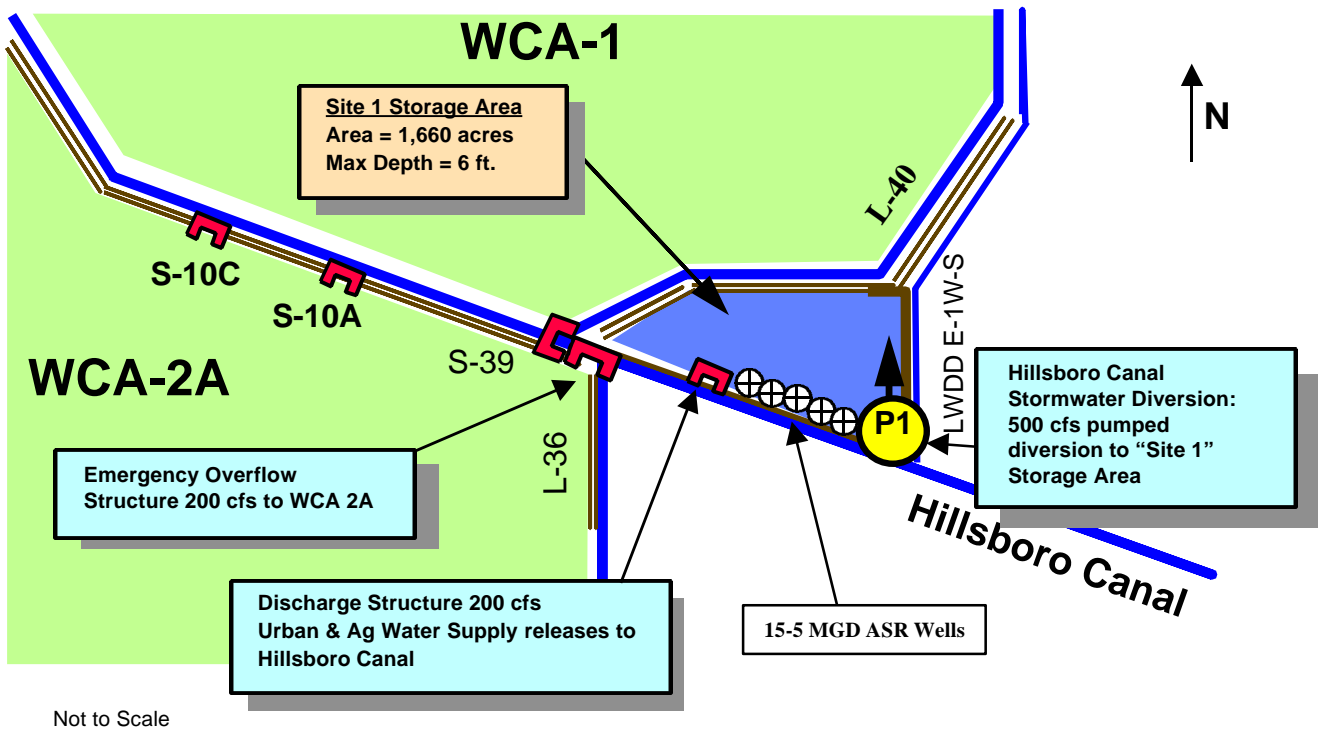 WCA-1
Site 1 Storage Area
Area = 1,660 acres
Max Depth = 6 ft.
N
L-40
S-10C
S-10A
S-39
WCA-2A
LWDD E-1W-S
P1
Hillsboro Canal
Stormwater Diversion:
500 cfs pumped
diversion to “Site 1”
Storage Area
Emergency Overflow
Structure 200 cfs to WCA 2A
L-36
Hillsboro Canal
Discharge Structure 200 cfs
Urban & Ag Water Supply releases to
Hillsboro Canal
15-5 MGD ASR Wells
Not to Scale